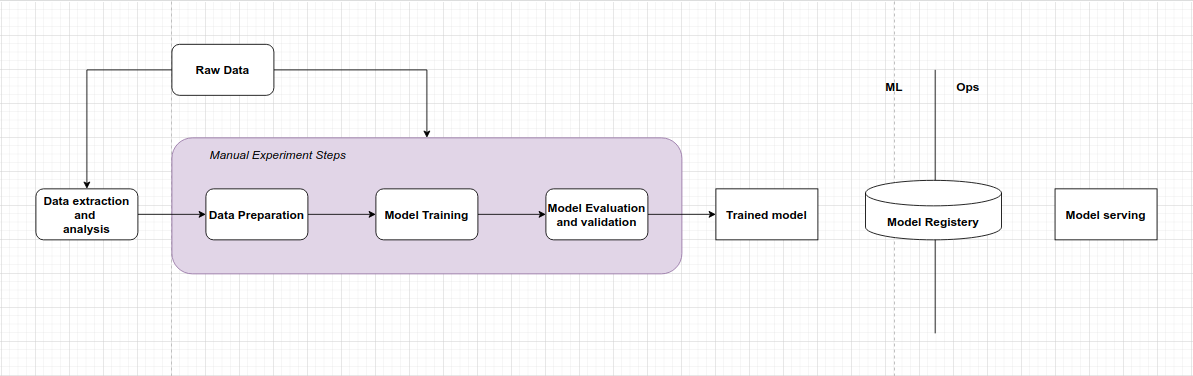 Raw Data
ML
Ops
Manual Experiment Steps
Data extraction
and
analysis
Data Preparation
Model Training
Model Evaluation
and validation
Trained model
Model Registery
Model serving